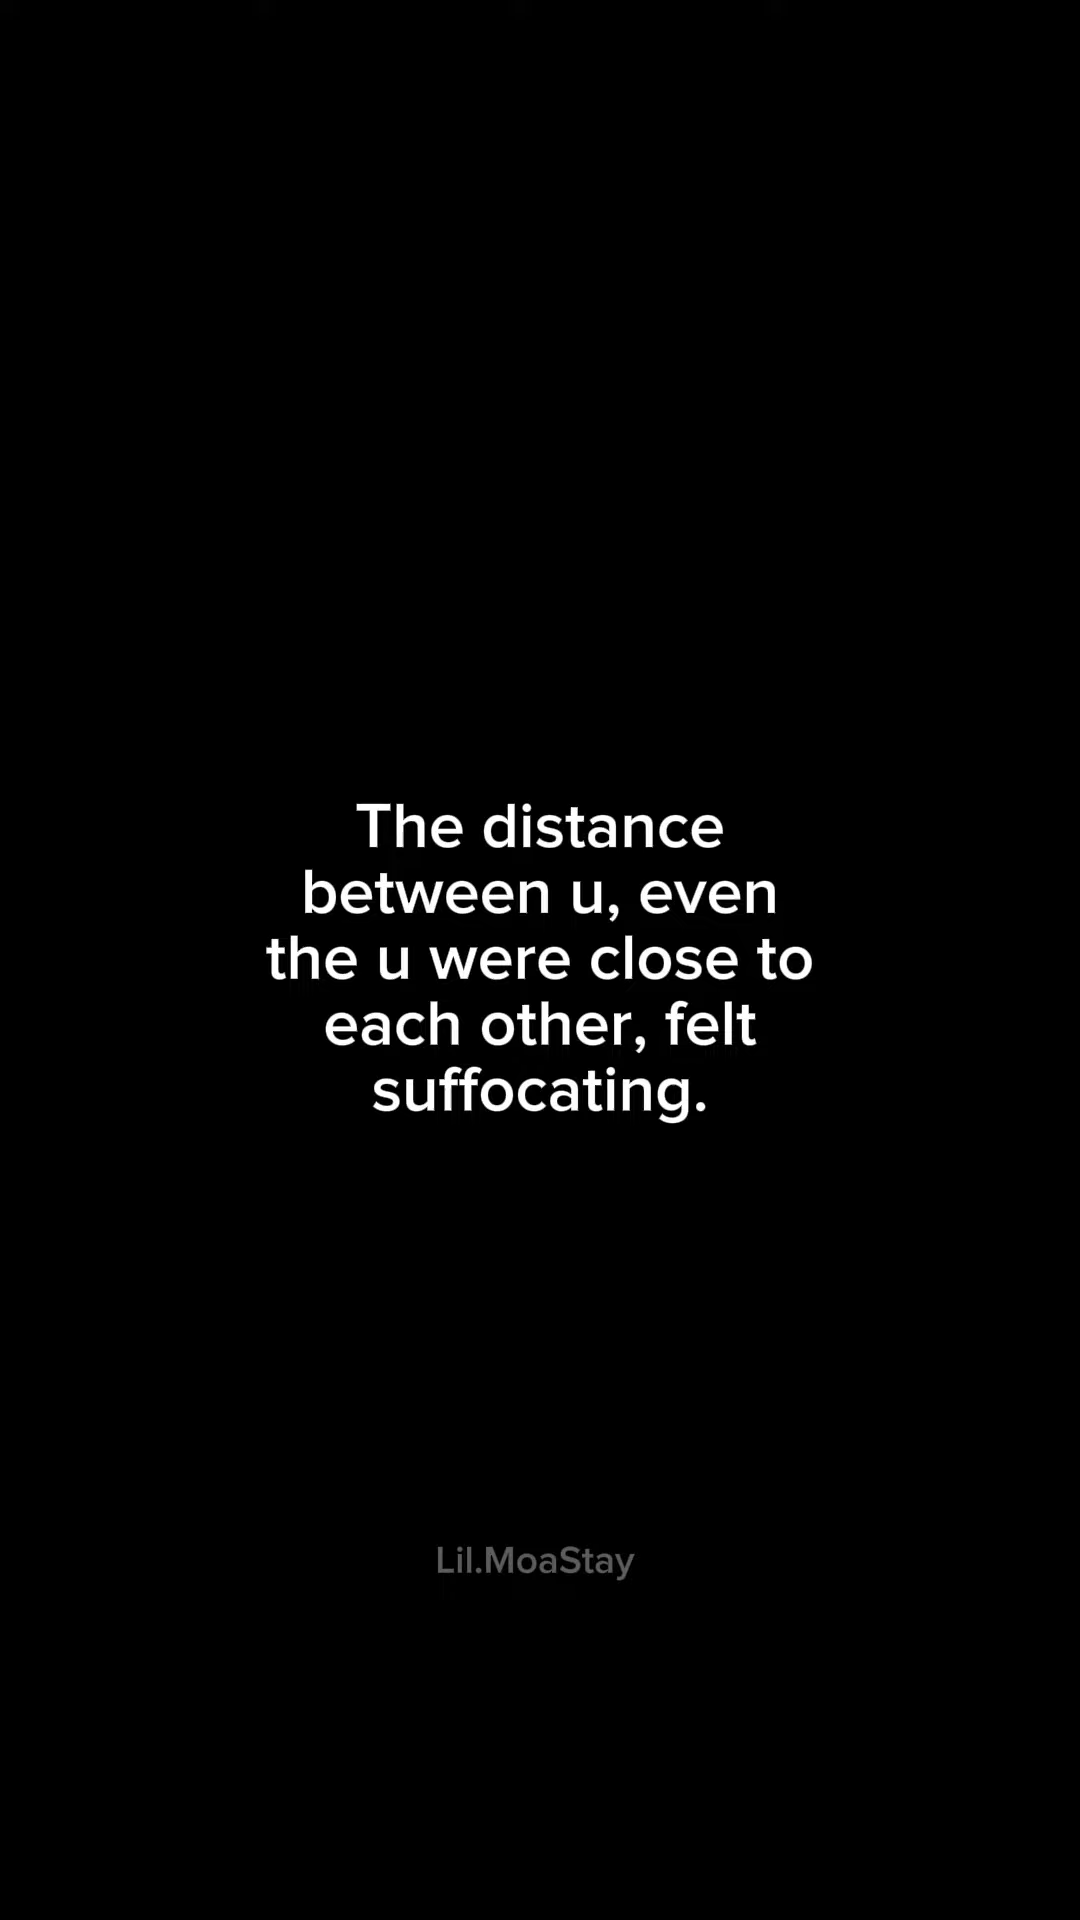 The distance
between u, even
the u were close to
each other, felt
suffocating.
Lil.MoaStay